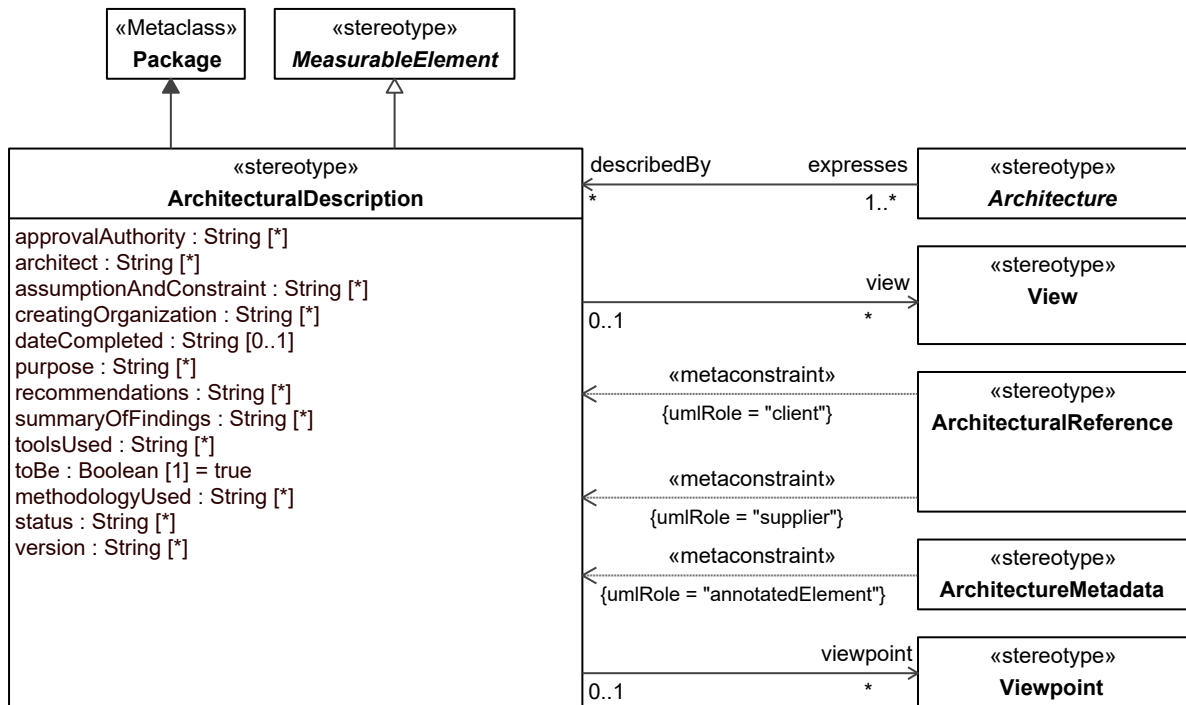 «Metaclass»
Package
«stereotype»
MeasurableElement
«stereotype»
ArchitecturalDescription
approvalAuthority : String [*]
architect : String [*]
assumptionAndConstraint : String [*]
creatingOrganization : String [*]
dateCompleted : String [0..1]
purpose : String [*]
recommendations : String [*]
summaryOfFindings : String [*]
toolsUsed : String [*]
toBe : Boolean [1] = true
methodologyUsed : String [*]
status : String [*]
version : String [*]
describedBy
expresses
*
1..*
«stereotype»
Architecture
view
0..1
*
«stereotype»
View
«metaconstraint»
{umlRole = "client"}
«stereotype»
ArchitecturalReference
«metaconstraint»
{umlRole = "supplier"}
«metaconstraint»
{umlRole = "annotatedElement"}
«stereotype»
ArchitectureMetadata
viewpoint
0..1
*
«stereotype»
Viewpoint